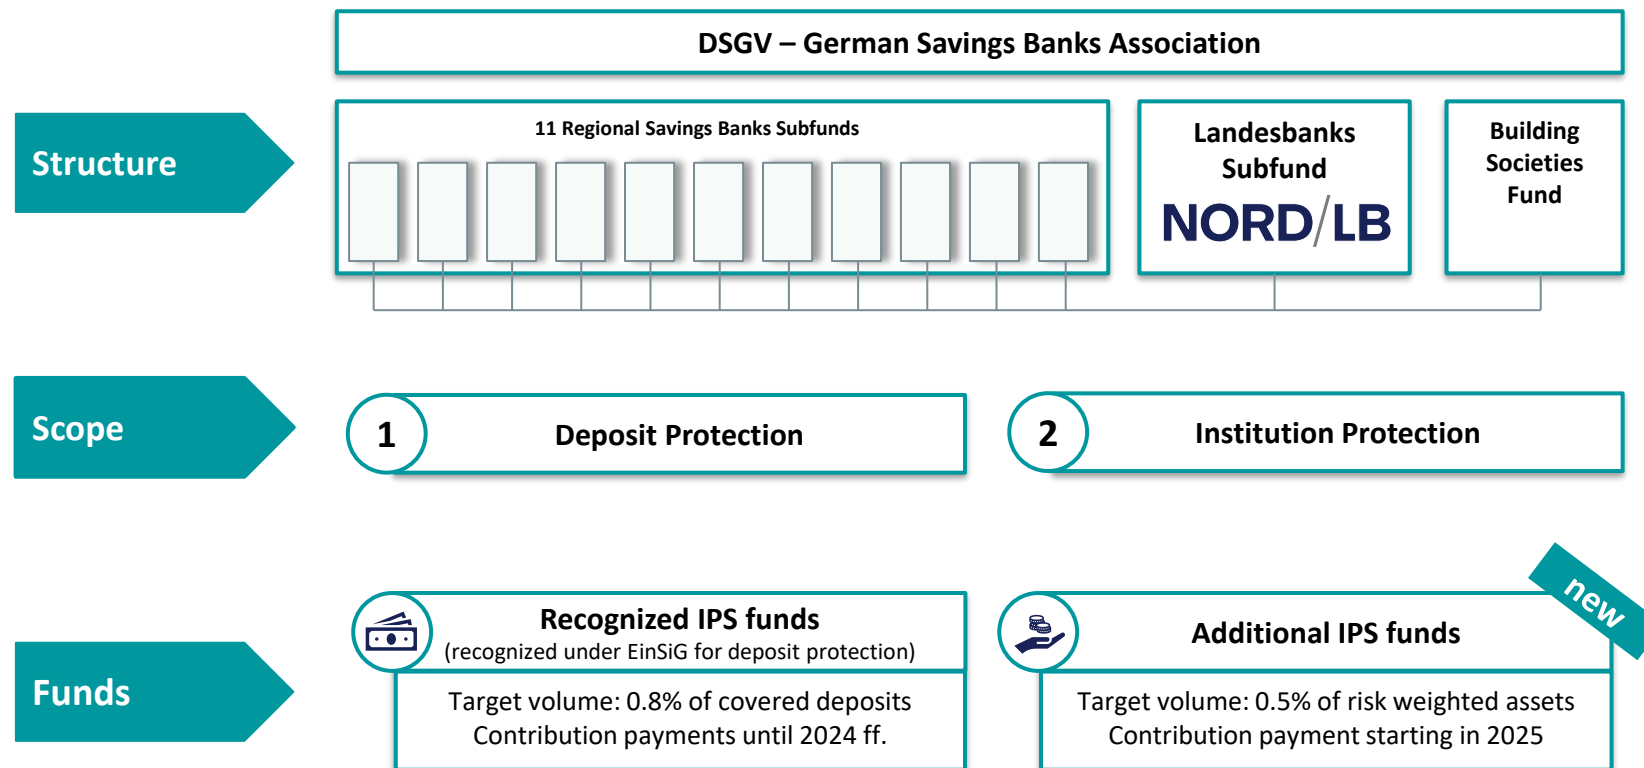 DSGV – German Savings Banks Association
Structure
11 Regional Savings Banks Subfunds
Landesbanks
Subfund
NORD/LB
Building
Societies
Fund
Scope
1
Deposit Protection
2
Institution Protection
new
Funds
Recognized IPS funds
(recognized under EinSiG for deposit protection)
Target volume: 0.8% of covered deposits
Contribution payments until 2024 ff.
Additional IPS funds
Target volume: 0.5% of risk weighted assets
Contribution payment starting in 2025